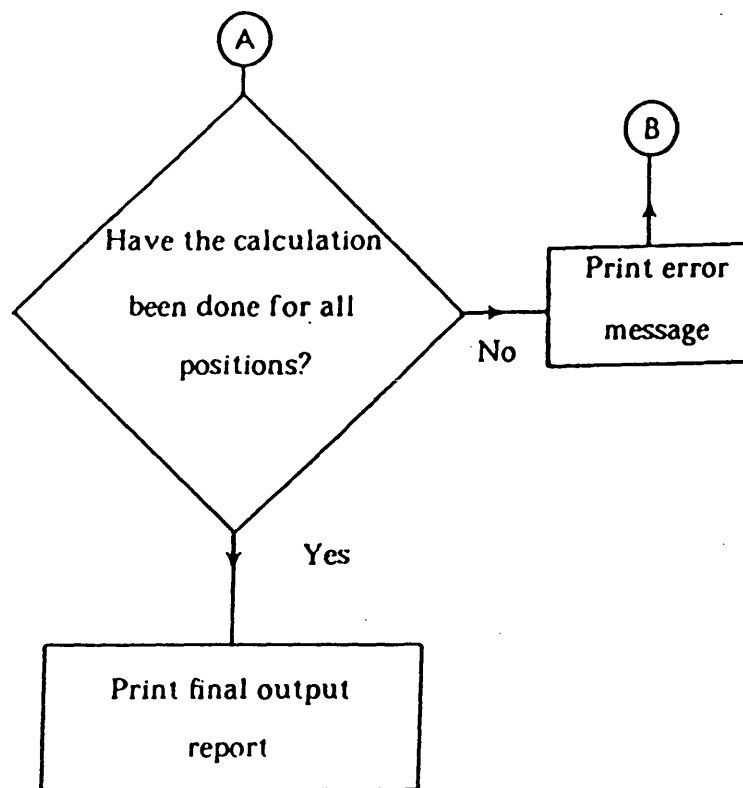 A
Have the calculation
been done for all
positions?
No
Print error
message
B
Yes
Print final output
report